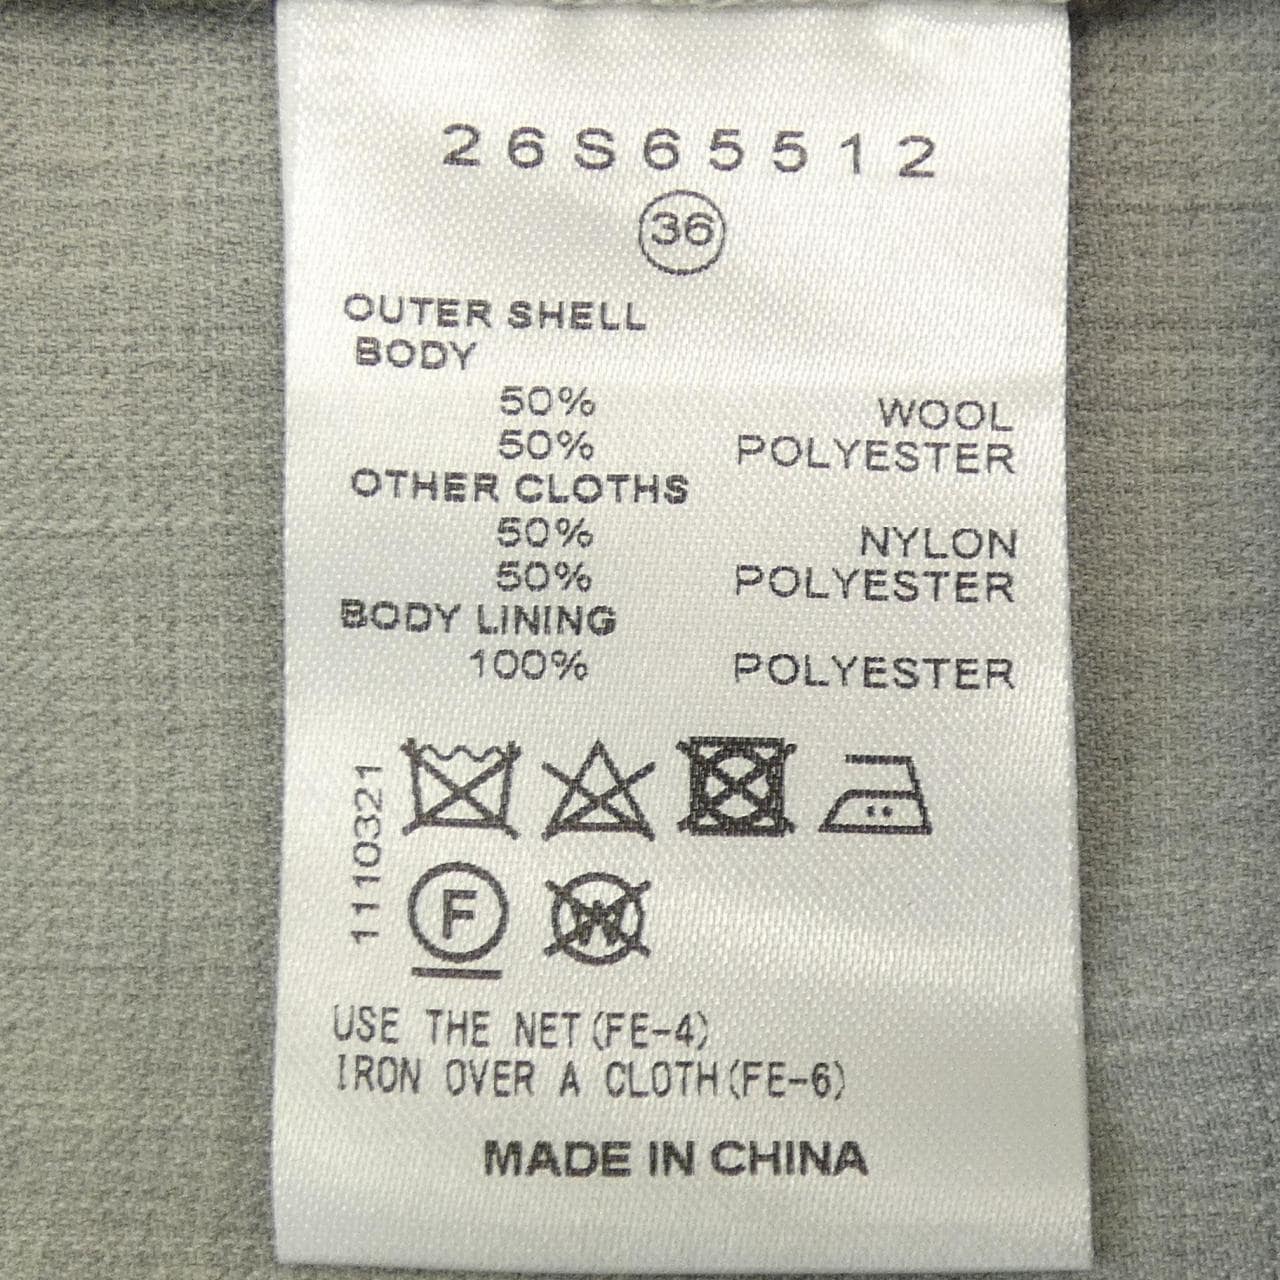 26S65512
36
OUTER SHELL
BODY
50% WOOL
50% POLYESTER
OTHER CLOTHS
50% NYLON
50% POLYESTER
BODY LINING
100% POLYESTER
1110321
F
W
USE THE NET(FE-4)
IRON OVER A CLOTH(FE-6)
MADE IN CHINA